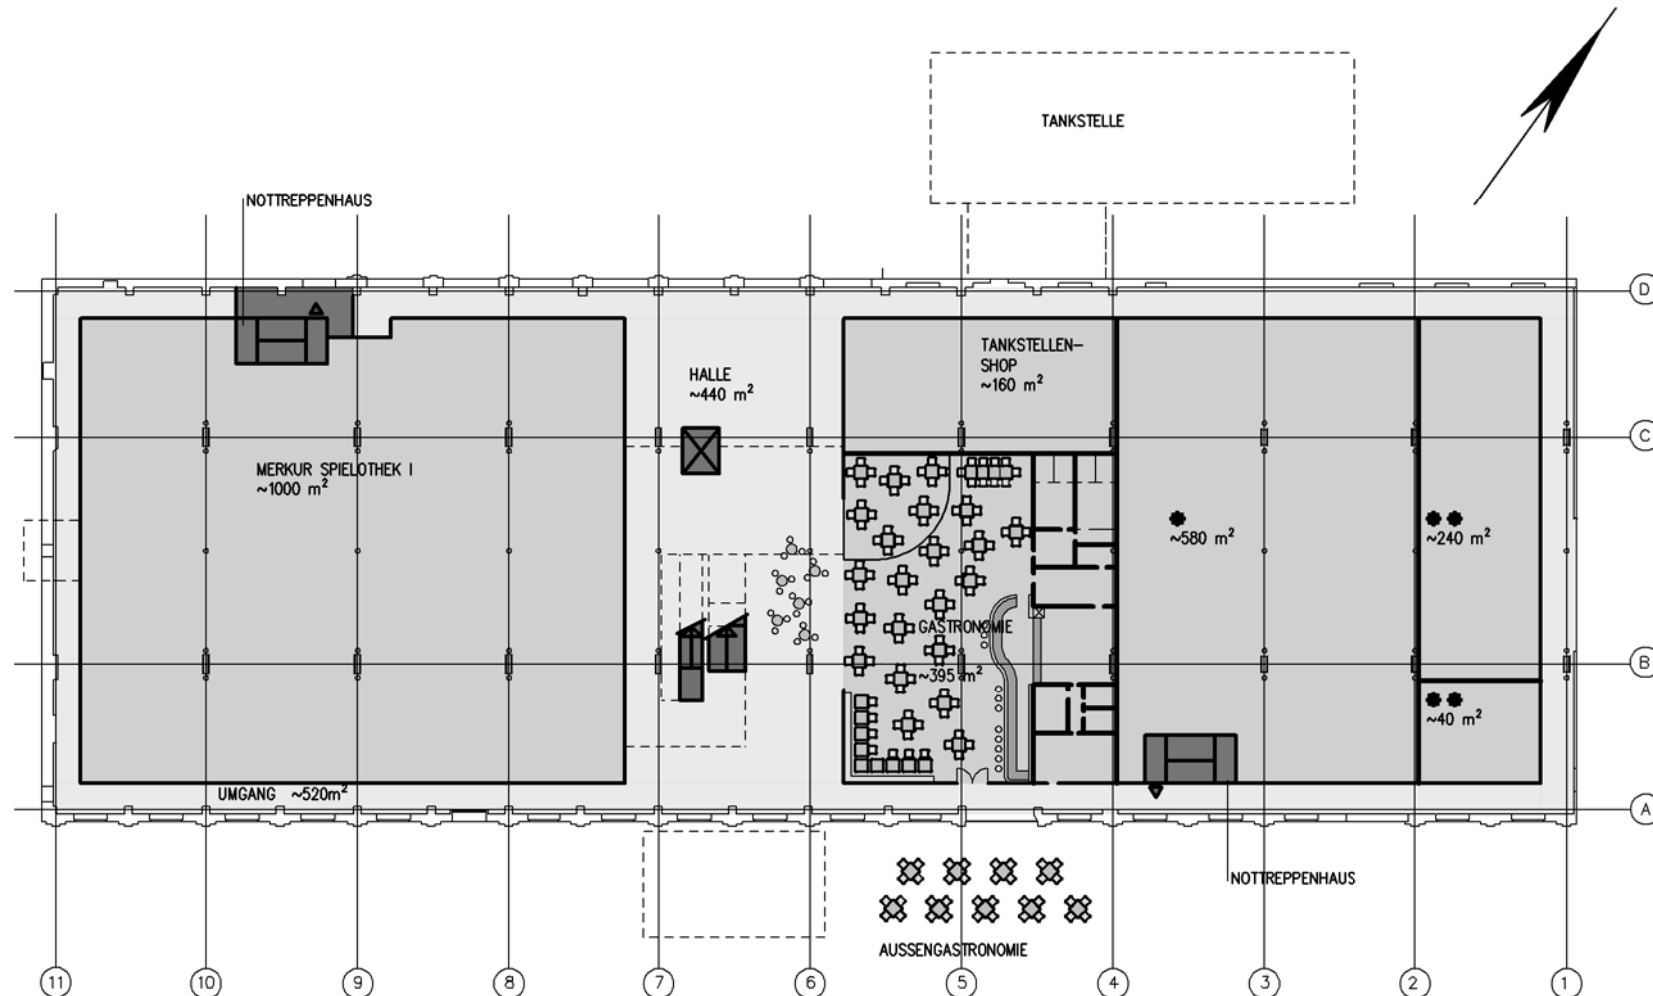 TANKSTELLE
NOTTREPPENHAUS
D
TANKSTELLEN-
SHOP
~160 m²
HALLE
~440 m²
C
MERKUR SPIELOTHEK I
~1000 m²
~580 m²
~240 m²
GASTRONOMIE
~395 m²
B
~40 m²
UMGANG ~520m²
A
NOTTREPPENHAUS
AUSSENGASTRONOMIE
11 10 9 8 7 6 5 4 3 2 1